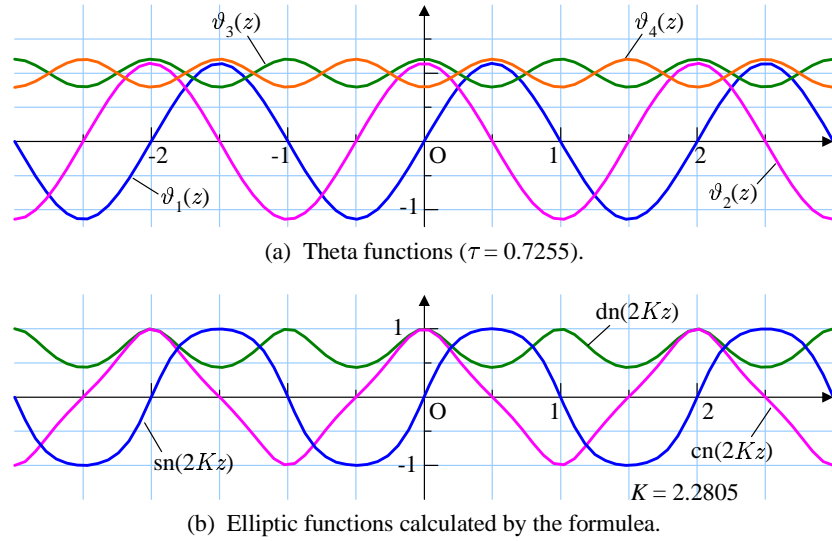 ϑ₃(z) ϑ₄(z)
-2 -1 O 1 2
ϑ₁(z) -1 ϑ₂(z)
(a) Theta functions (τ = 0.7255).
1 dn(2Kz)
O 1 2
sn(2Kz) -1 cn(2Kz)
K = 2.2805
(b) Elliptic functions calculated by the formulea.